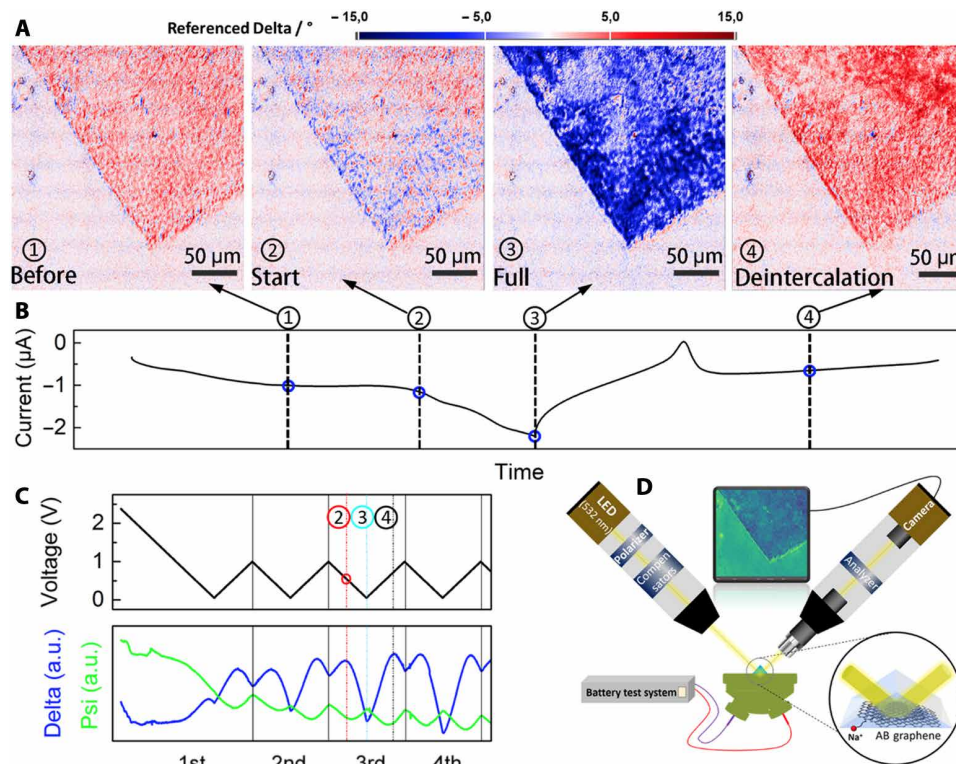 A
Referenced Delta / °
− 15,0 − 5,0 5,0 15,0
① ② ③ ④
Before Start Full Deintercalation
50 µm 50 µm 50 µm 50 µm
B
① ② ③ ④
Current (µA)
0
−1
−2
Time
C
Voltage (V)
2
1
0
② ③ ④
Delta (a.u.)
Psi (a.u.)
1st 2nd 3rd 4th
D
LED
(532 nm)
Polarizer
Compen
sators
Camera
Analyzer
Battery test system
Na⁺
AB graphene